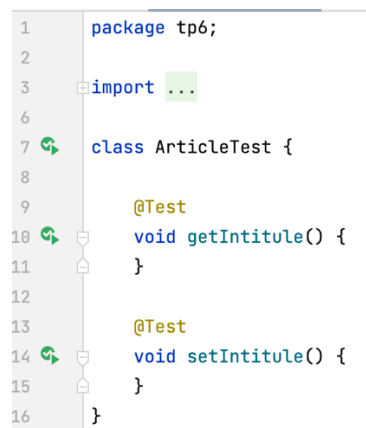 1 package tp6;
2
3 import ...
6
7 class ArticleTest {
8
9 @Test
10 void getIntitule() {
11 }
12
13 @Test
14 void setIntitule() {
15 }
16 }